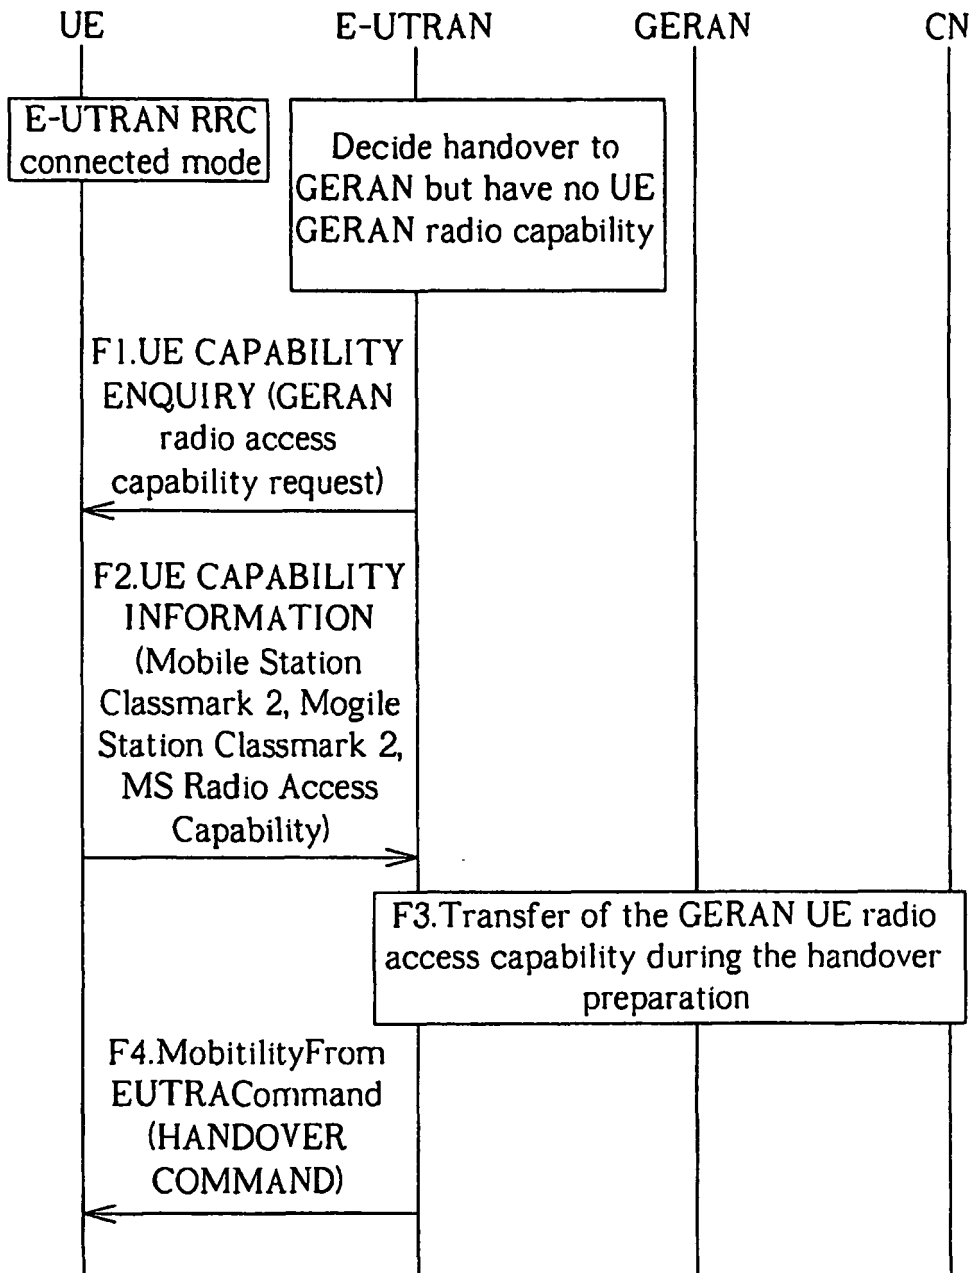 UE E-UTRAN GERAN CN
E-UTRAN RRC
connected mode
Decide handover to
GERAN but have no UE
GERAN radio capability
F1.UE CAPABILITY
ENQUIRY (GERAN
radio access
capability request)
F2.UE CAPABILITY
INFORMATION
(Mobile Station
Classmark 2, Mogile
Station Classmark 2,
MS Radio Access
Capability)
F3.Transfer of the GERAN UE radio
access capability during the handover
preparation
F4.MobitilityFrom
EUTRACommand
(HANDOVER
COMMAND)